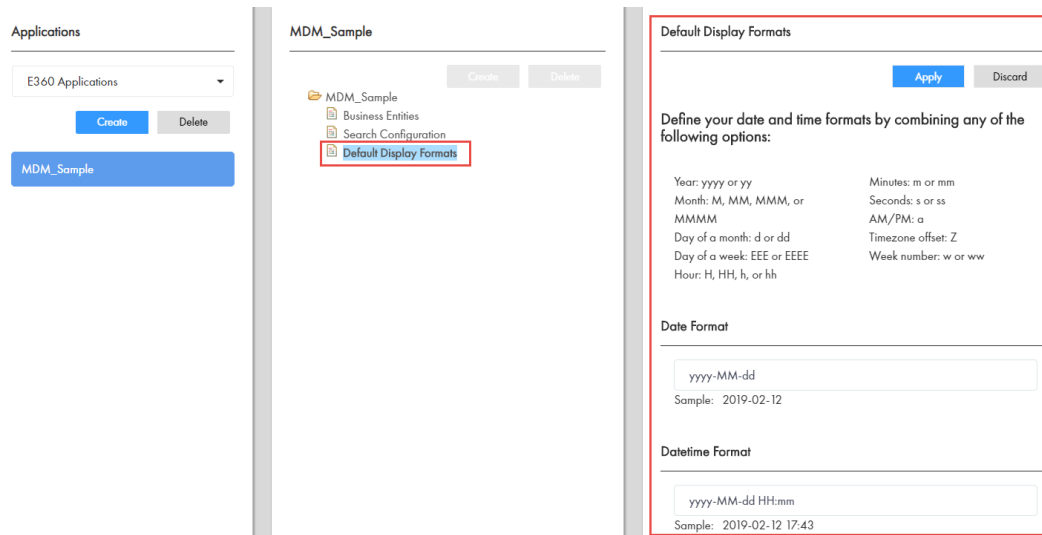 Applications
E360 Applications
Create Delete
MDM_Sample
MDM_Sample
Create Delete
MDM_Sample
Business Entities
Search Configuration
Default Display Formats
Default Display Formats
Apply Discard
Define your date and time formats by combining any of the
following options:
Year: yyyy or yy
Month: M, MM, MMM, or
MMMM
Day of a month: d or dd
Day of a week: EEE or EEEE
Hour: H, HH, h, or hh
Minutes: m or mm
Seconds: s or ss
AM/PM: a
Timezone offset: Z
Week number: w or ww
Date Format
yyyy-MM-dd
Sample: 2019-02-12
Datetime Format
yyyy-MM-dd HH:mm
Sample: 2019-02-12 17:43